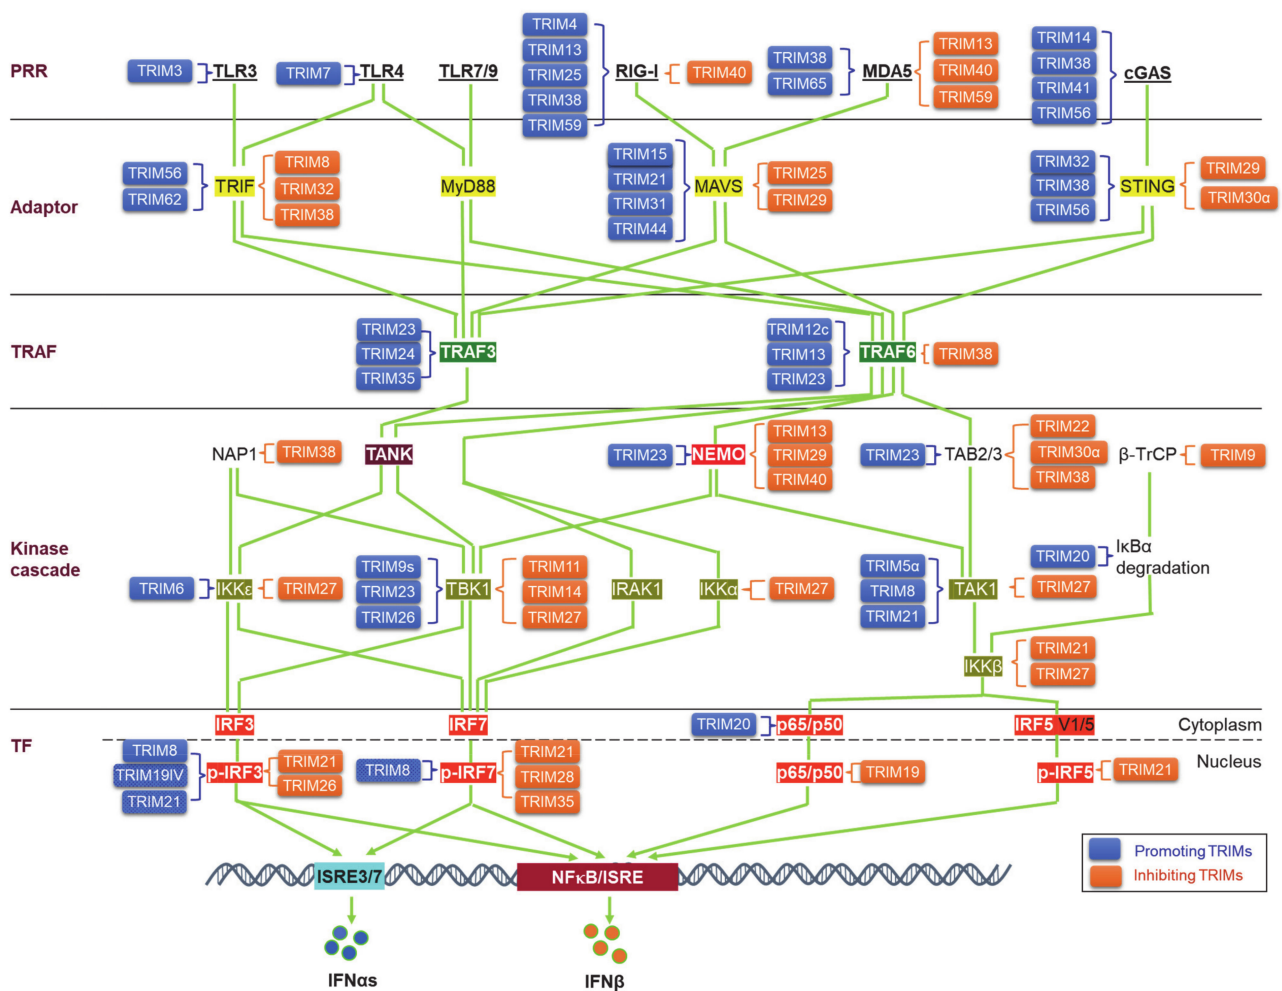 PRR
TRIM3
TLR3
TRIM7
TLR4
TLR7/9
TRIM4
TRIM13
TRIM25
TRIM38
TRIM59
RIG-I
TRIM40
TRIM38
TRIM65
MDA5
TRIM13
TRIM40
TRIM59
TRIM14
TRIM38
TRIM41
TRIM56
cGAS
Adaptor
TRIM56
TRIM62
TRIF
TRIM8
TRIM32
TRIM38
MyD88
TRIM15
TRIM21
TRIM31
TRIM44
MAVS
TRIM25
TRIM29
TRIM32
TRIM38
TRIM56
STING
TRIM29
TRIM30α
TRAF
TRIM23
TRIM24
TRIM35
TRAF3
TRIM12c
TRIM13
TRIM23
TRAF6
TRIM38
Kinase
cascade
NAP1
TRIM38
TANK
TRIM23
NEMO
TRIM13
TRIM29
TRIM40
TRIM23
TAB2/3
TRIM22
TRIM30α
TRIM38
β-TrCP
TRIM9
TRIM6
IKKε
TRIM27
TRIM9s
TRIM23
TRIM26
TBK1
TRIM11
TRIM14
TRIM27
IRAK1
IKKα
TRIM27
TRIM5α
TRIM8
TRIM21
TAK1
TRIM27
TRIM20
IκBα
degradation
IKKβ
TRIM21
TRIM27
TF
IRF3
IRF7
TRIM20
p65/p50
IRF5 V1/5
Cytoplasm
Nucleus
TRIM8
TRIM19IV
TRIM21
p-IRF3
TRIM21
TRIM26
TRIM8
p-IRF7
TRIM21
TRIM28
TRIM35
p65/p50
TRIM19
p-IRF5
TRIM21
ISRE3/7
NFκB/ISRE
Promoting TRIMs
Inhibiting TRIMs
IFNαs
IFNβ